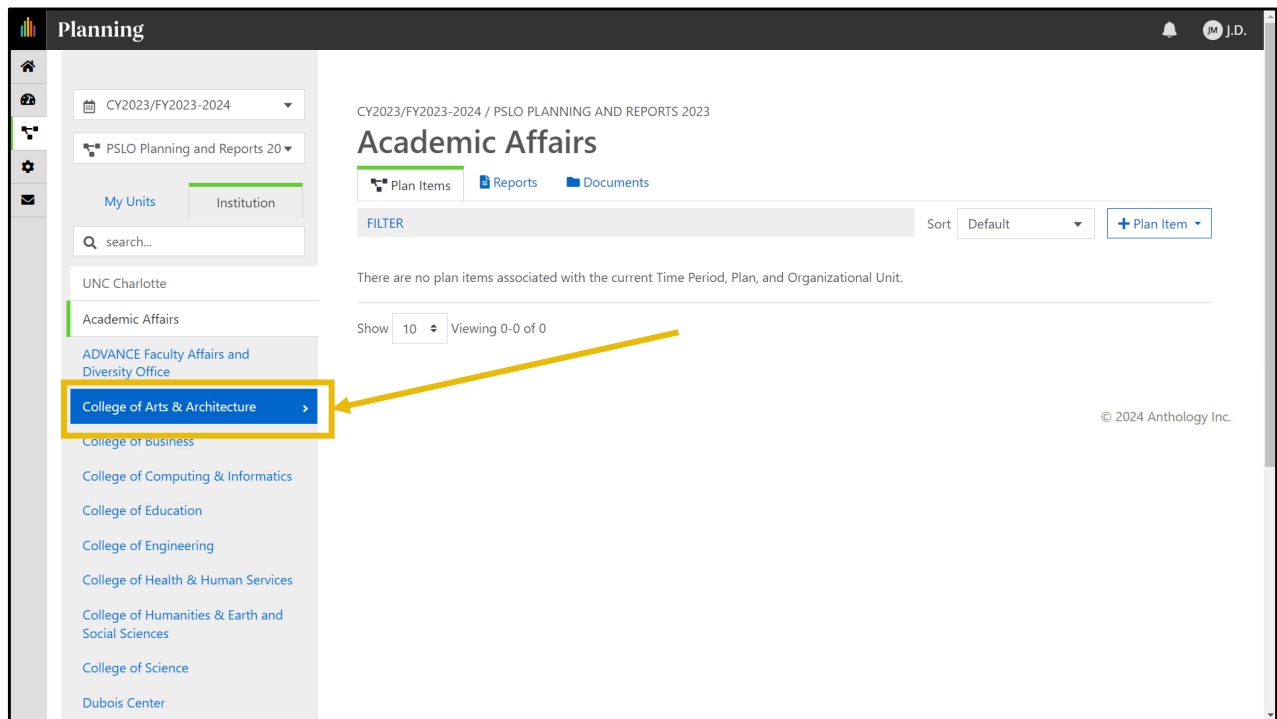 Planning
JM J.D.
CY2023/FY2023-2024
PSLO Planning and Reports 20
My Units Institution
search...
UNC Charlotte
Academic Affairs
ADVANCE Faculty Affairs and
Diversity Office
College of Arts & Architecture
College of Business
College of Computing & Informatics
College of Education
College of Engineering
College of Health & Human Services
College of Humanities & Earth and
Social Sciences
College of Science
Dubois Center
CY2023/FY2023-2024 / PSLO PLANNING AND REPORTS 2023
Academic Affairs
Plan Items Reports Documents
FILTER Sort Default + Plan Item
There are no plan items associated with the current Time Period, Plan, and Organizational Unit.
Show 10 Viewing 0-0 of 0
© 2024 Anthology Inc.